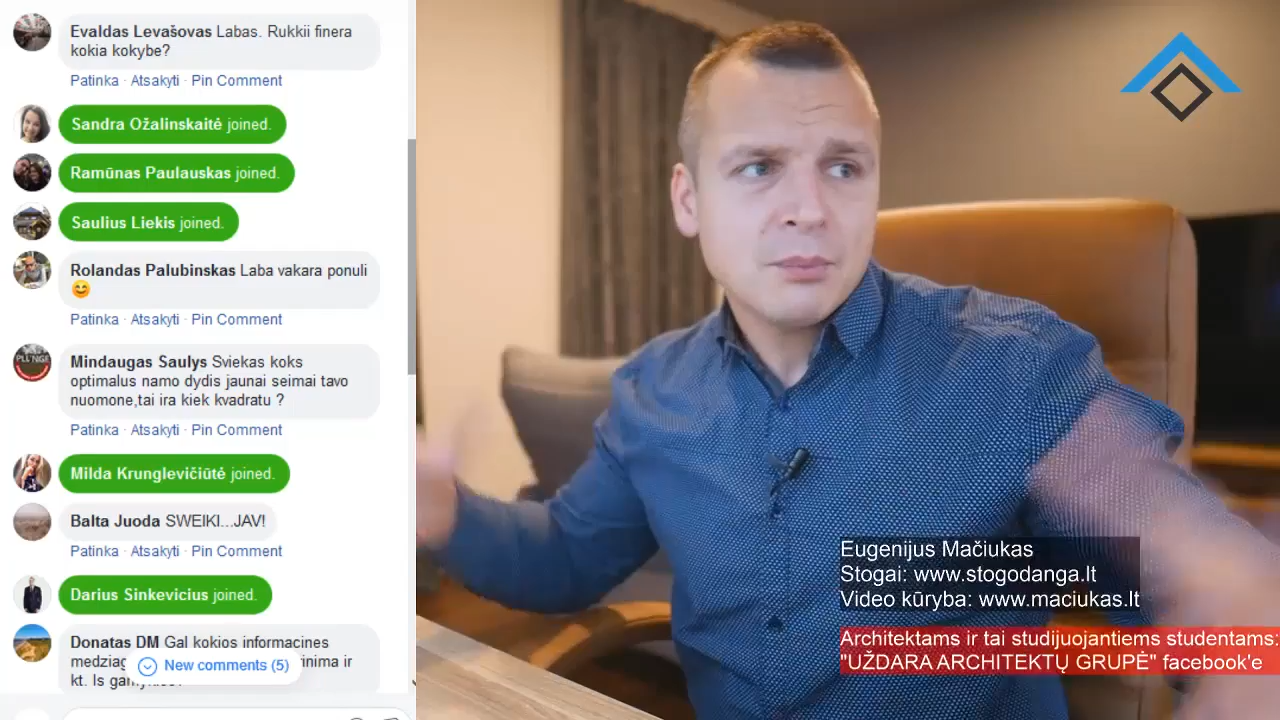 Evaldas Levašovas Labas. Rukkii finera
kokia kokybe?
Patinka · Atsakyti · Pin Comment
Sandra Ožalinskaitė joined.
Ramūnas Paulauskas joined.
Saulius Liekis joined.
Rolandas Palubinskas Laba vakara ponuli
😊
Patinka · Atsakyti · Pin Comment
PLUNGĖ
Mindaugas Saulys Sviekas koks
optimalus namo dydis jaunai seimai tavo
nuomone,tai ira kiek kvadratu ?
Patinka · Atsakyti · Pin Comment
Milda Krunglevičiūtė joined.
Balta Juoda SWEIKI...JAV!
Patinka · Atsakyti · Pin Comment
Darius Sinkevicius joined.
Donatas DM Gal kokios informacines
New comments (5)
kt. Is
Eugenijus Mačiukas
Stogai: www.stogodanga.lt
Video kūryba: www.maciukas.lt
Architektams ir tai studijuojantiems studentams:
"UŽDARA ARCHITEKTŲ GRUPĖ" facebook'e